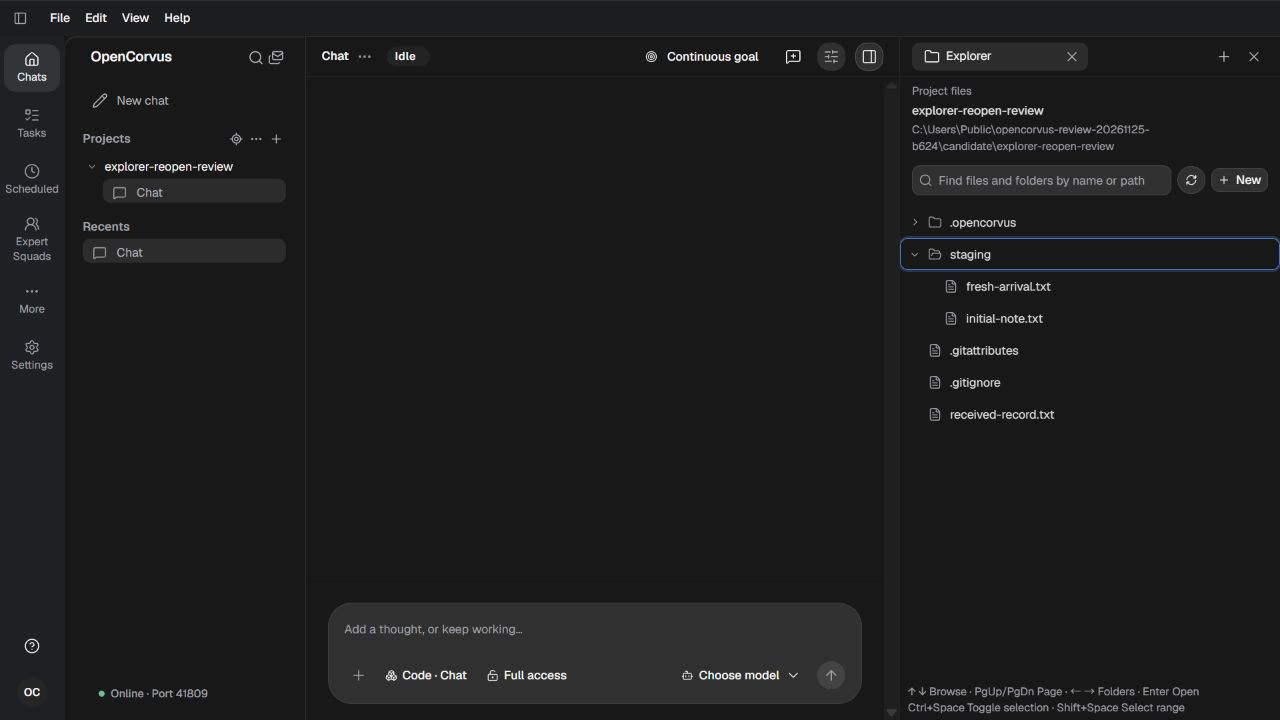 File Edit View Help
Chats
Tasks
Scheduled
Expert
Squads
More
Settings
OC
OpenCorvus
New chat
Projects
explorer-reopen-review
Chat
Recents
Chat
Online · Port 41809
Chat ··· Idle
Continuous goal
Add a thought, or keep working...
Code · Chat
Full access
Choose model
Explorer
Project files
explorer-reopen-review
C:\Users\Public\opencorvus-review-20261125-
b624\candidate\explorer-reopen-review
Find files and folders by name or path
New
.opencorvus
staging
fresh-arrival.txt
initial-note.txt
.gitattributes
.gitignore
received-record.txt
↑↓ Browse · PgUp/PgDn Page · ←→ Folders · Enter Open
Ctrl+Space Toggle selection · Shift+Space Select range